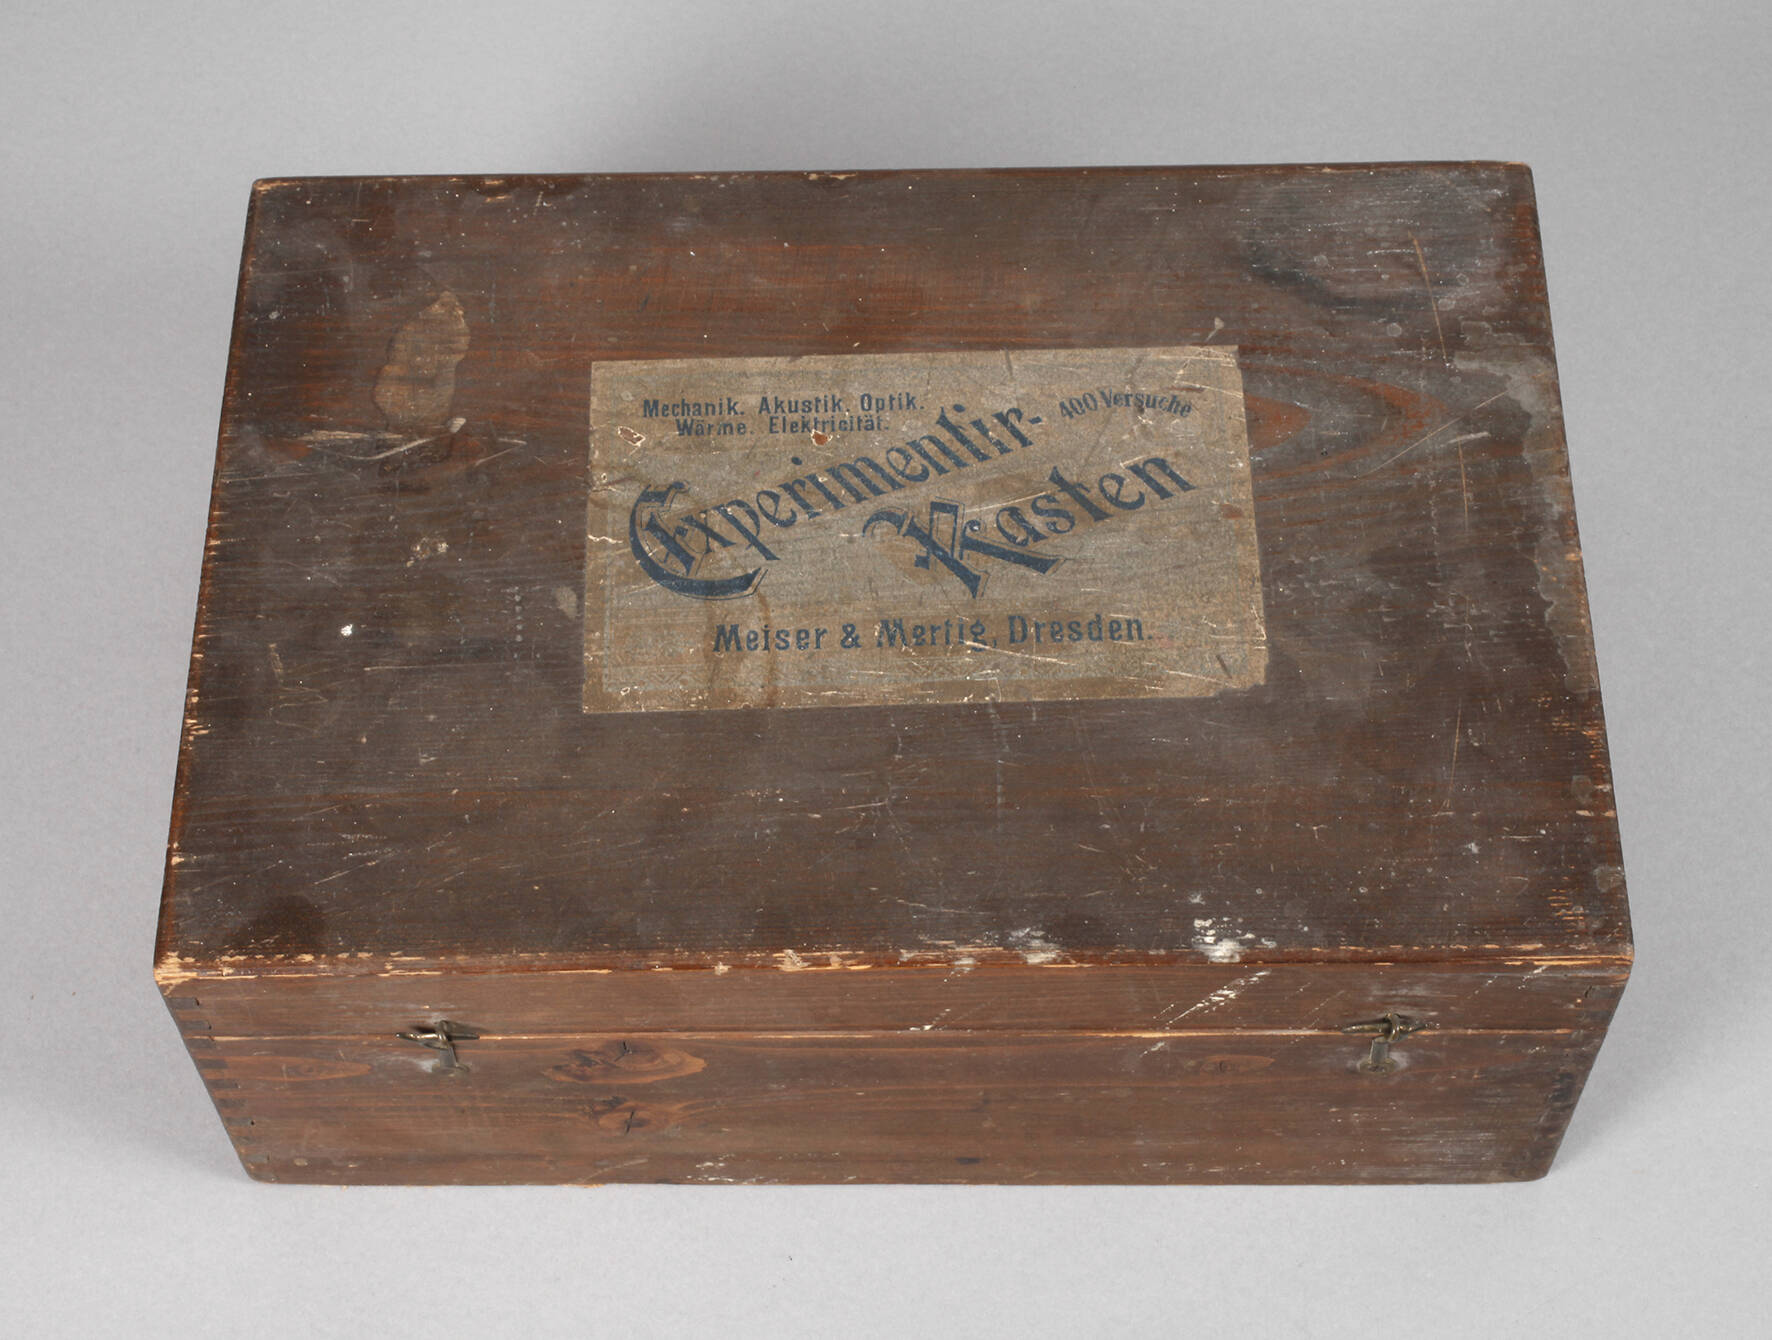 Mechanik. Akustik. Optik.
Wärme. Elektricität.
400 Versuche
Experimentir-
Kasten
Meiser & Mertig, Dresden.